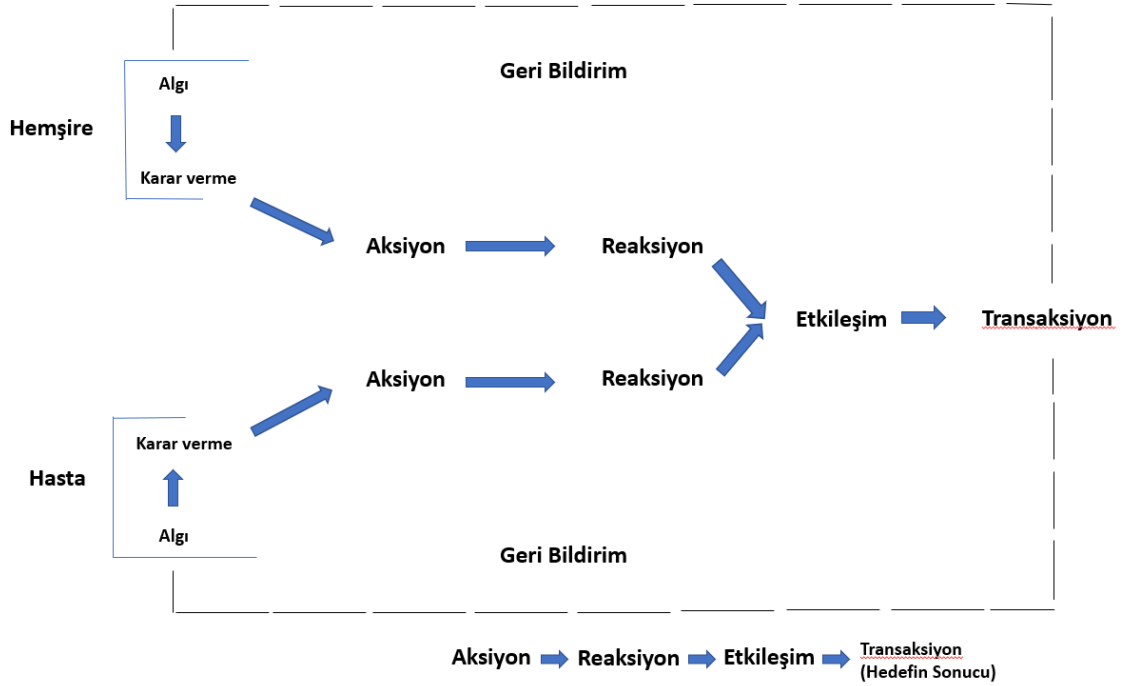 Geri Bildirim
Algı
Hemşire
Karar verme
Aksiyon
Reaksiyon
Etkileşim
Transaksiyon
Aksiyon
Reaksiyon
Karar verme
Hasta
Algı
Geri Bildirim
Aksiyon Reaksiyon Etkileşim Transaksiyon
(Hedefin Sonucu)